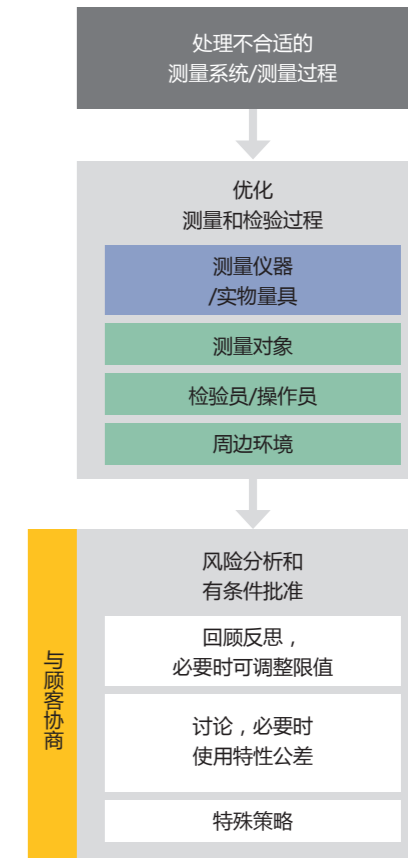 处理不合适的
测量系统/测量过程
优化
测量和检验过程
测量仪器
/实物量具
测量对象
检验员/操作员
周边环境
与顾客协商
风险分析和
有条件批准
回顾反思，
必要时可调整限值
讨论，必要时
使用特性公差
特殊策略